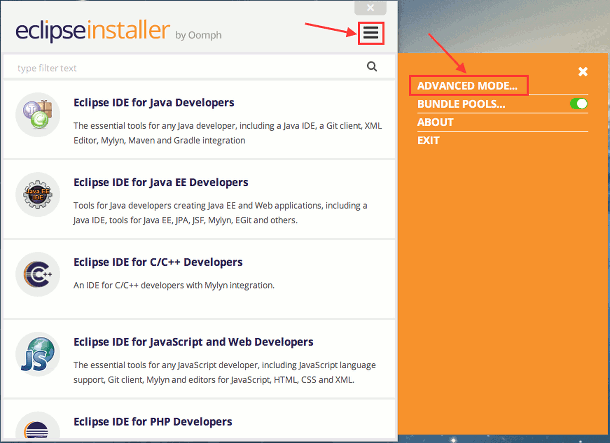 eclipseinstaller by Oomph
type filter text
Eclipse IDE for Java Developers
The essential tools for any Java developer, including a Java IDE, a Git client, XML
Editor, Mylyn, Maven and Gradle integration
Java EE
IDE
Eclipse IDE for Java EE Developers
Tools for Java developers creating Java EE and Web applications, including a
Java IDE, tools for Java EE, JPA, JSF, Mylyn, EGit and others.
C++
Eclipse IDE for C/C++ Developers
An IDE for C/C++ developers with Mylyn integration.
JS
Eclipse IDE for JavaScript and Web Developers
The essential tools for any JavaScript developer, including JavaScript language
support, Git client, Mylyn and editors for JavaScript, HTML, CSS and XML.
Eclipse IDE for PHP Developers
ADVANCED MODE...
BUNDLE POOLS...
ABOUT
EXIT